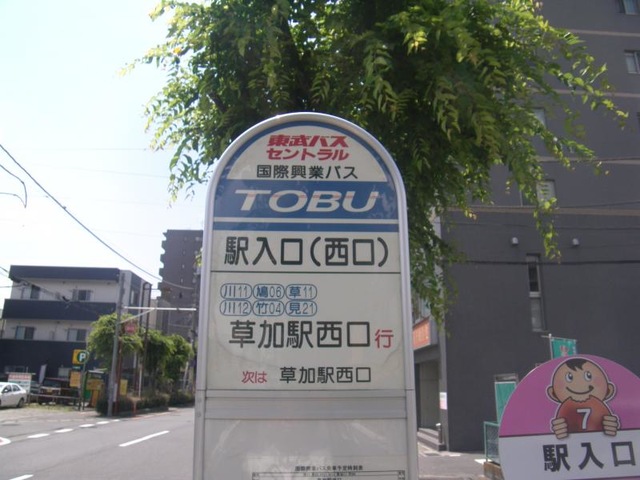 東武バス
セントラル
国際興業バス
TOBU
駅入口(西口)
川11 鳩06 草11
川12 竹04 見21
草加駅西口行
次は 草加駅西口
7
駅入口
P